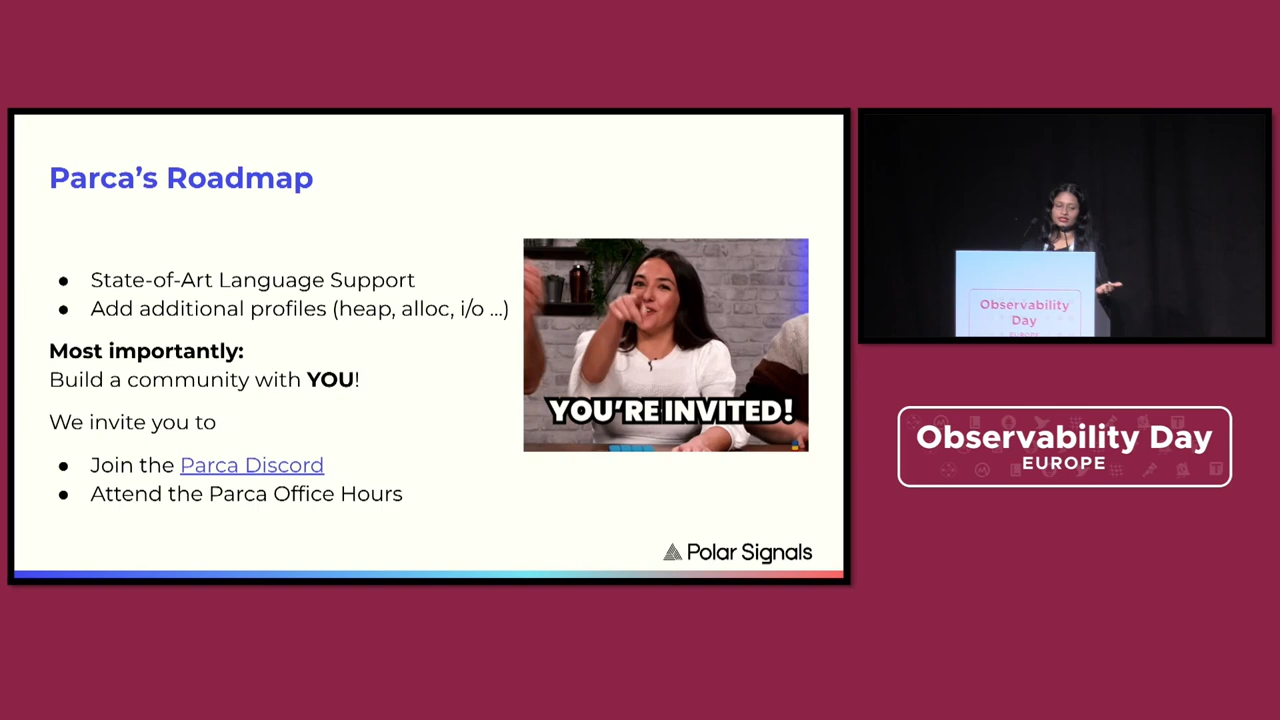 Parca's Roadmap
● State-of-Art Language Support
● Add additional profiles (heap, alloc, i/o ...)
Most importantly:
Build a community with YOU!
We invite you to
● Join the Parca Discord
● Attend the Parca Office Hours
YOU'RE INVITED!
Polar Signals
Observability
Day
EUROPE
Observability Day
EUROPE